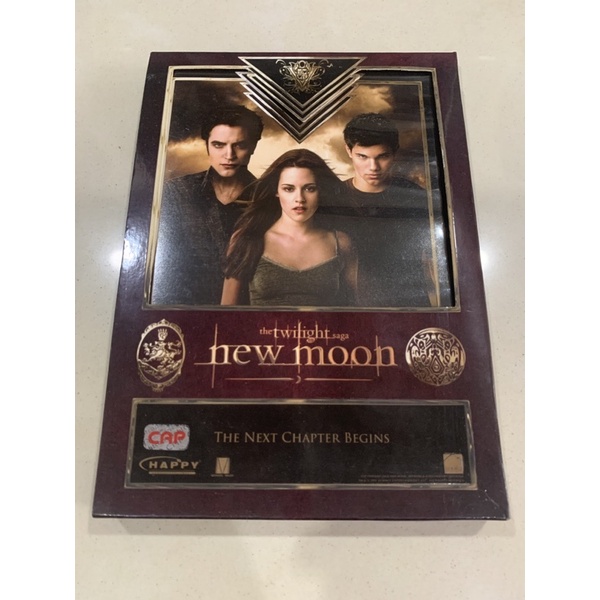 the twilight saga
new moon
CAP
THE NEXT CHAPTER BEGINS
HAPPY